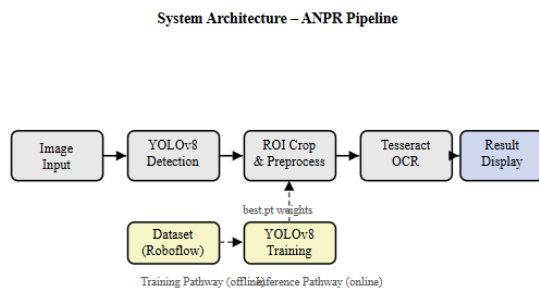 System Architecture – ANPR Pipeline
Image
Input
YOLOv8
Detection
ROI Crop
& Preprocess
Tesseract
OCR
Result
Display
best.pt weights
Dataset
(Roboflow)
YOLOv8
Training
Training Pathway (offline)
Inference Pathway (online)